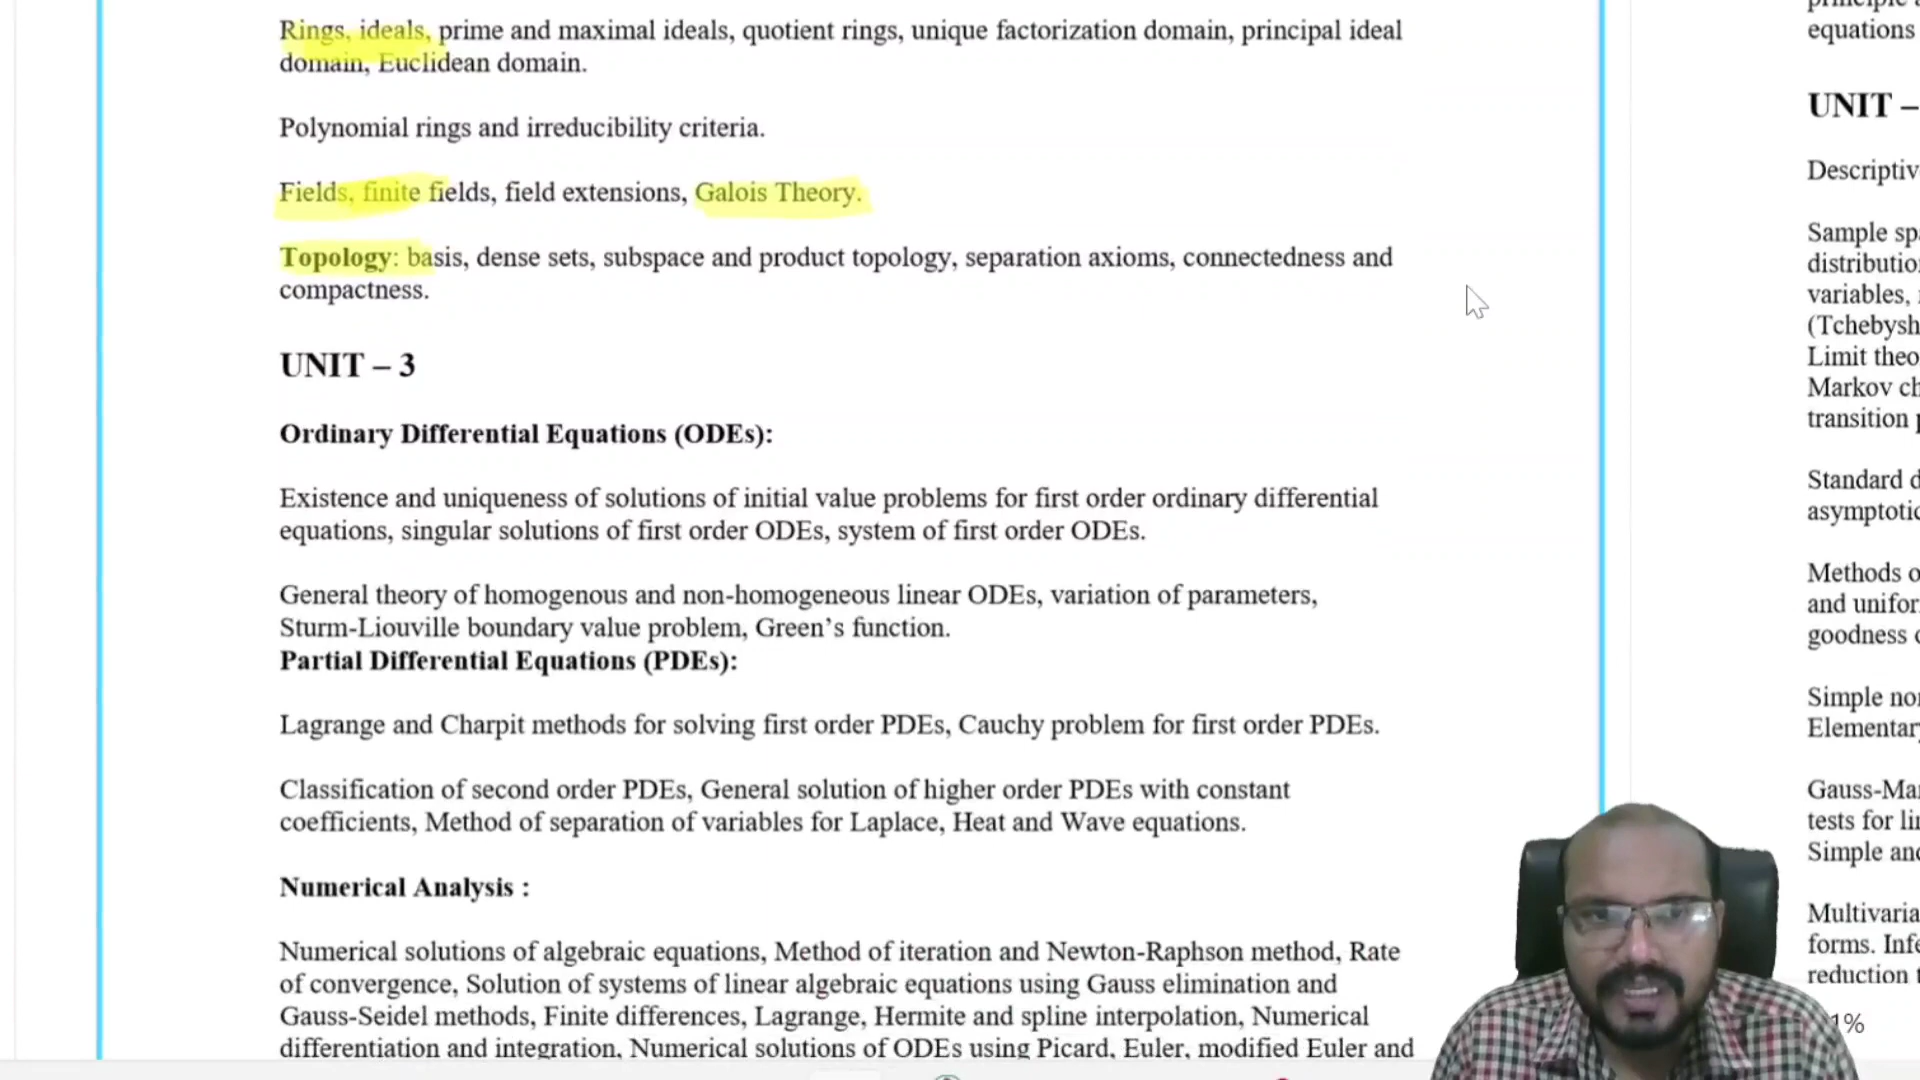 Rings, ideals, prime and maximal ideals, quotient rings, unique factorization domain, principal ideal
domain, Euclidean domain.
Polynomial rings and irreducibility criteria.
Fields, finite fields, field extensions, Galois Theory.
Topology: basis, dense sets, subspace and product topology, separation axioms, connectedness and
compactness.
UNIT – 3
Ordinary Differential Equations (ODEs):
Existence and uniqueness of solutions of initial value problems for first order ordinary differential
equations, singular solutions of first order ODEs, system of first order ODEs.
General theory of homogenous and non-homogeneous linear ODEs, variation of parameters,
Sturm-Liouville boundary value problem, Green’s function.
Partial Differential Equations (PDEs):
Lagrange and Charpit methods for solving first order PDEs, Cauchy problem for first order PDEs.
Classification of second order PDEs, General solution of higher order PDEs with constant
coefficients, Method of separation of variables for Laplace, Heat and Wave equations.
Numerical Analysis :
Numerical solutions of algebraic equations, Method of iteration and Newton-Raphson method, Rate
of convergence, Solution of systems of linear algebraic equations using Gauss elimination and
Gauss-Seidel methods, Finite differences, Lagrange, Hermite and spline interpolation, Numerical
differentiation and integration, Numerical solutions of ODEs using Picard, Euler, modified Euler and
principle
equations
UNIT –
Descriptiv
Sample sp
distributio
variables,
(Tchebysh
Limit theo
Markov ch
transition
Standard d
asymptotic
Methods o
and unifor
goodness
Simple no
Elementar
Gauss-Ma
tests for li
Simple and
Multivaria
forms. Inf
reduction
1%